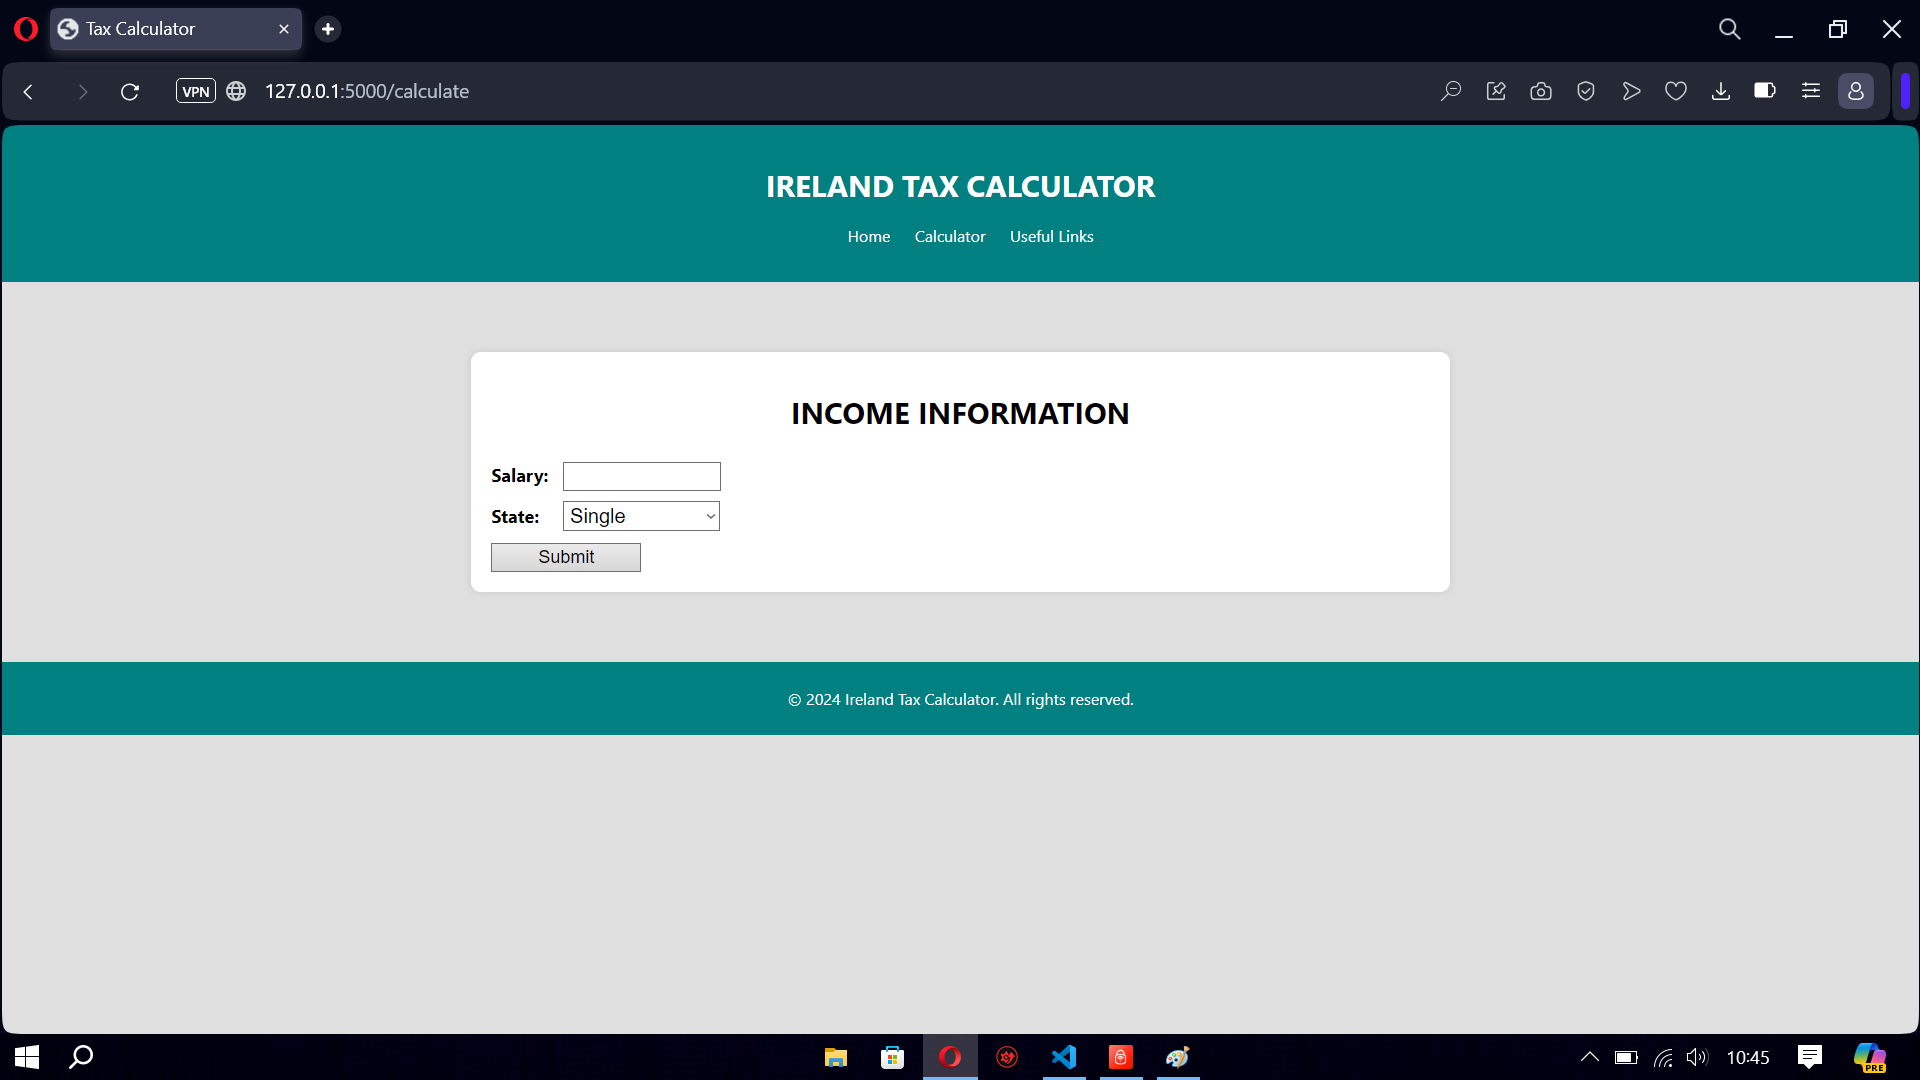 Tax Calculator
VPN
127.0.0.1:5000/calculate
IRELAND TAX CALCULATOR
Home Calculator Useful Links
INCOME INFORMATION
Salary:
State: Single
Submit
© 2024 Ireland Tax Calculator. All rights reserved.
10:45
PRE